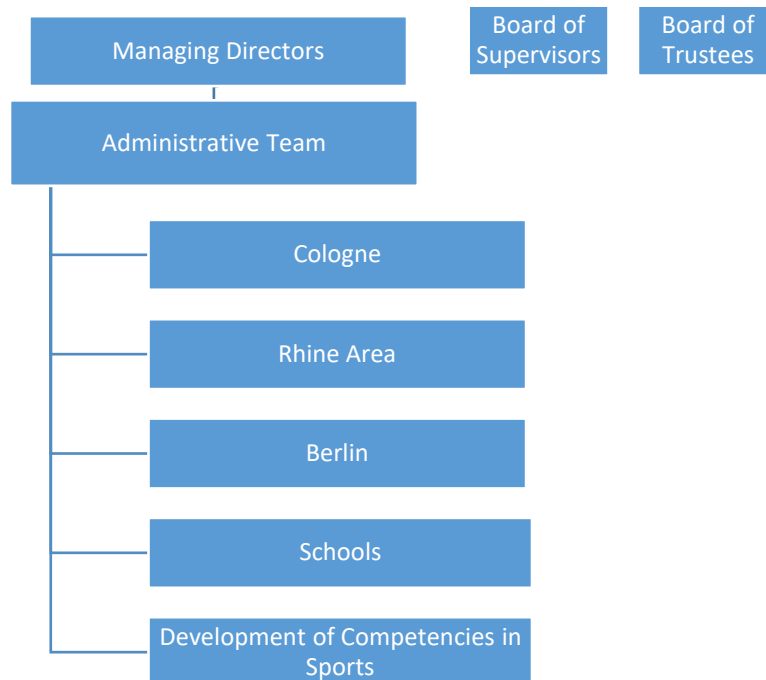 Managing Directors
Board of
Supervisors
Board of
Trustees
Administrative Team
Cologne
Rhine Area
Berlin
Schools
Development of Competencies in
Sports